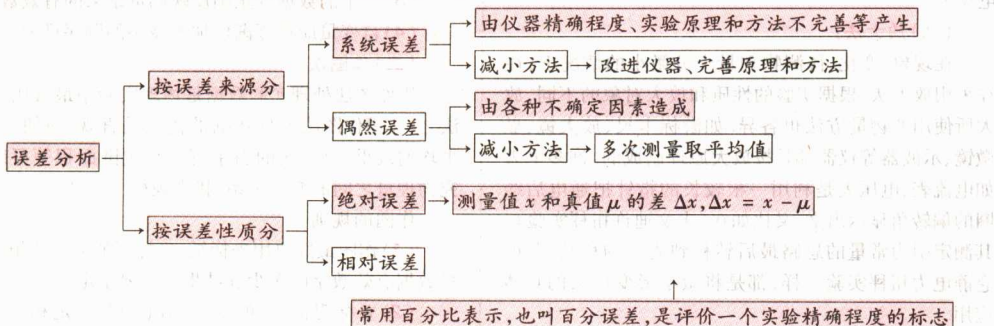 误差分析
按误差来源分
系统误差
由仪器精确程度、实验原理和方法不完善等产生
减小方法
改进仪器、完善原理和方法
偶然误差
由各种不确定因素造成
减小方法
多次测量取平均值
按误差性质分
绝对误差
测量值 x 和真值 μ 的差 Δx,Δx = x - μ
相对误差
常用百分比表示,也叫百分误差,是评价一个实验精确程度的标志